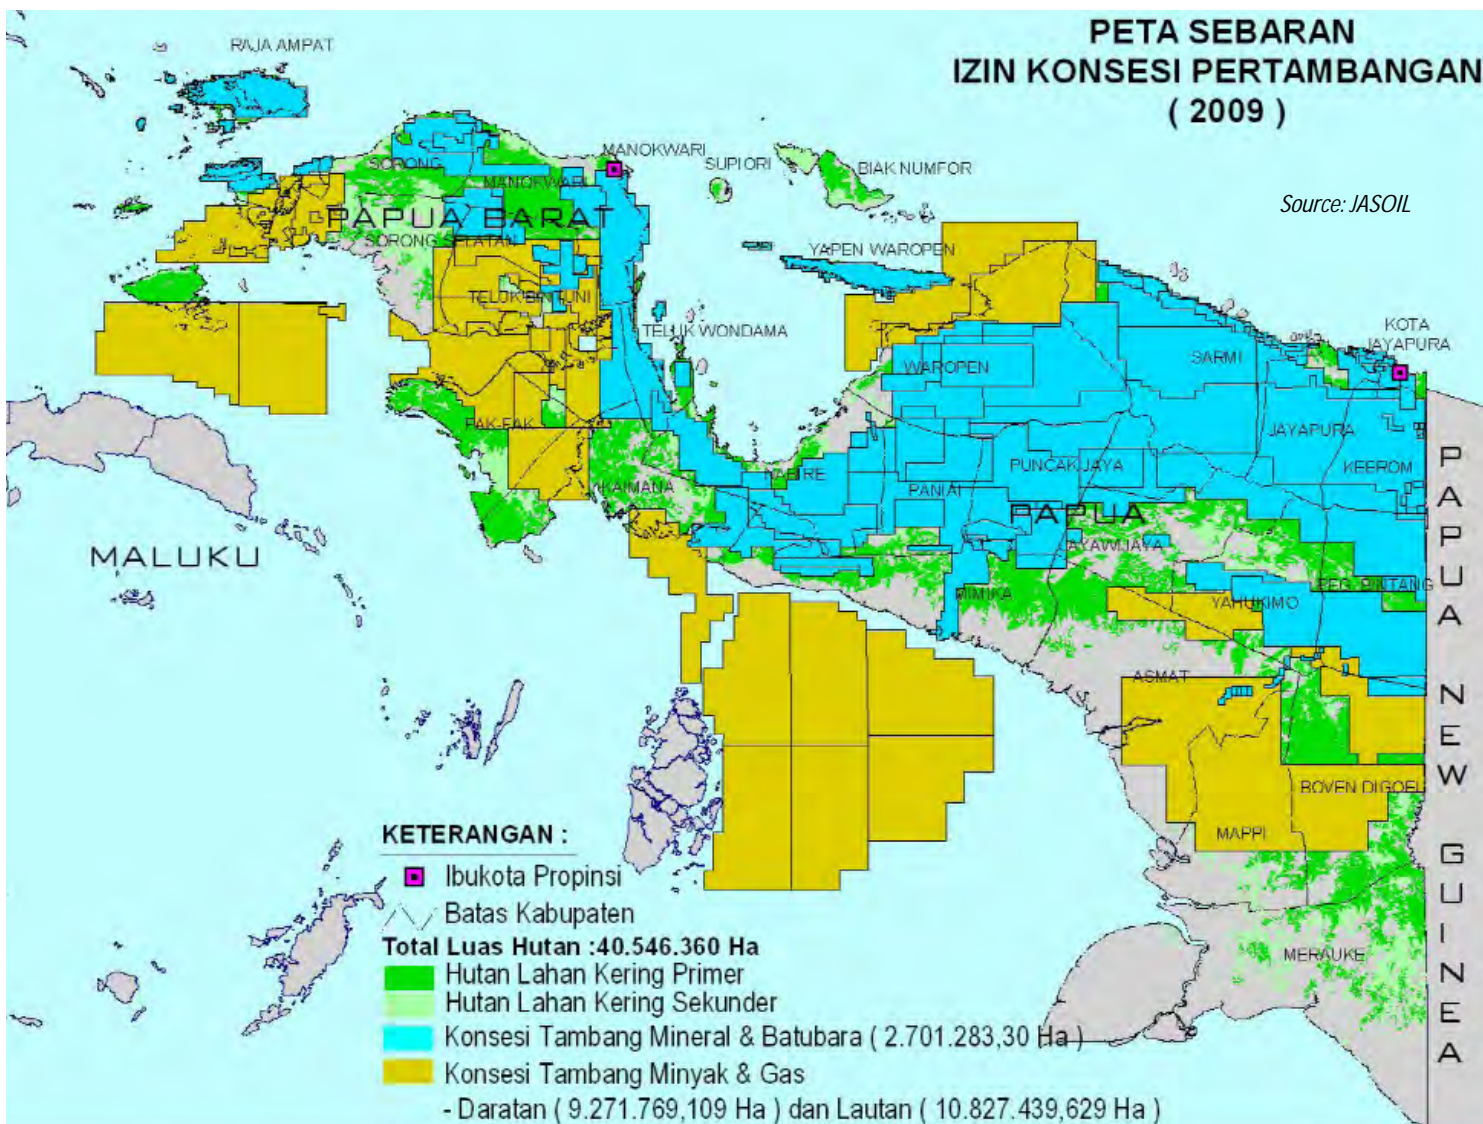 PETA SEBARAN
IZIN KONSESI PERTAMBANGAN
( 2009 )
Source: JASOIL
RAJA AMPAT
SORONG
MANOKWARI
MANOKWARI
SUPIORI
BIAK NUMFOR
PAPUA BARAT
SORONG SELATAN
YAPEN WAROPEN
TELUK BINTUNI
TELUK WONDAMA
KOTA
JAYAPURA
WAROPEN
SARMI
FAK-FAK
JAYAPURA
KEEROM
PUNCAK JAYA
NABIRE
PANIAI
KAIMANA
PAPUA
JAYAWIJAYA
MALUKU
PEG. BINTANG
MIMIKA
YAHUKIMO
ASMAT
BOVEN DIGOEL
MAPPI
MERAUKE
PAPUA NEW GUINEA
KETERANGAN :
Ibukota Propinsi
Batas Kabupaten
Total Luas Hutan :40.546.360 Ha
Hutan Lahan Kering Primer
Hutan Lahan Kering Sekunder
Konsesi Tambang Mineral & Batubara ( 2.701.283,30 Ha )
Konsesi Tambang Minyak & Gas
- Daratan ( 9.271.769,109 Ha ) dan Lautan ( 10.827.439,629 Ha )